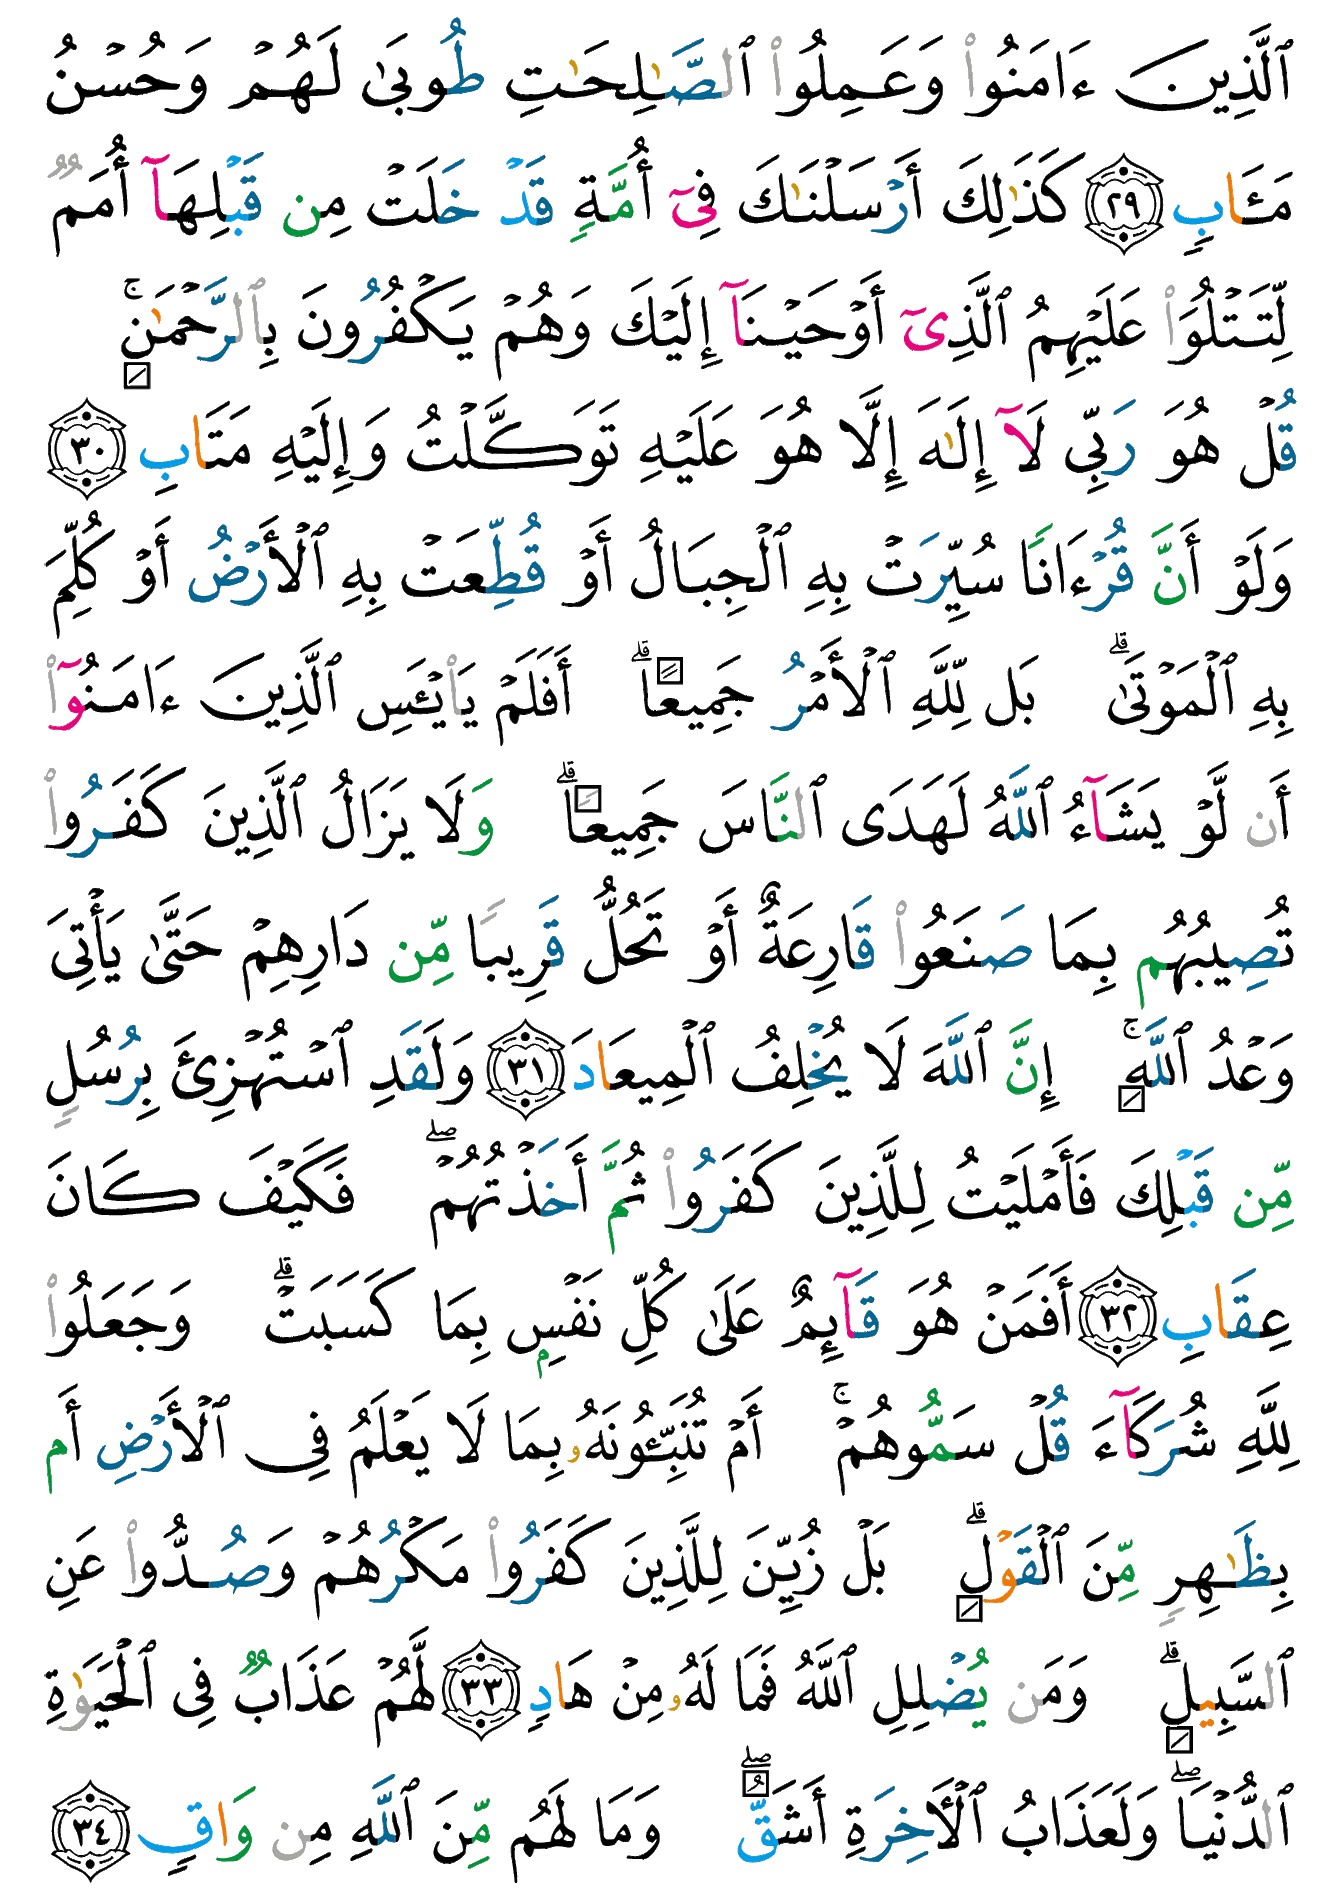 ٱلَّذِينَ ءَامَنُوا۟ وَعَمِلُوا۟ ٱلصَّـٰلِحَـٰتِ طُوبَىٰ لَهُمْ وَحُسْنُ
مَـَٔابٍ ٢٩ كَذَٰلِكَ أَرْسَلْنَـٰكَ فِىٓ أُمَّةٍ قَدْ خَلَتْ مِن قَبْلِهَآ أُمَمٌ
لِّتَتْلُوَا۟ عَلَيْهِمُ ٱلَّذِىٓ أَوْحَيْنَآ إِلَيْكَ وَهُمْ يَكْفُرُونَ بِٱلرَّحْمَـٰنِ ۚ
قُلْ هُوَ رَبِّى لَآ إِلَـٰهَ إِلَّا هُوَ عَلَيْهِ تَوَكَّلْتُ وَإِلَيْهِ مَتَابِ ٣٠
وَلَوْ أَنَّ قُرْءَانًا سُيِّرَتْ بِهِ ٱلْجِبَالُ أَوْ قُطِّعَتْ بِهِ ٱلْأَرْضُ أَوْ كُلِّمَ
بِهِ ٱلْمَوْتَىٰ ۗ بَل لِّلَّهِ ٱلْأَمْرُ جَمِيعًا ۗ أَفَلَمْ يَا۟يْـَٔسِ ٱلَّذِينَ ءَامَنُوٓا۟
أَن لَّوْ يَشَآءُ ٱللَّهُ لَهَدَى ٱلنَّاسَ جَمِيعًا ۗ وَلَا يَزَالُ ٱلَّذِينَ كَفَرُوا۟
تُصِيبُهُم بِمَا صَنَعُوا۟ قَارِعَةٌ أَوْ تَحُلُّ قَرِيبًا مِّن دَارِهِمْ حَتَّىٰ يَأْتِىَ
وَعْدُ ٱللَّهِ ۚ إِنَّ ٱللَّهَ لَا يُخْلِفُ ٱلْمِيعَادَ ٣١ وَلَقَدِ ٱسْتُهْزِئَ بِرُسُلٍ
مِّن قَبْلِكَ فَأَمْلَيْتُ لِلَّذِينَ كَفَرُوا۟ ثُمَّ أَخَذْتُهُمْ ۖ فَكَيْفَ كَانَ
عِقَابِ ٣٢ أَفَمَنْ هُوَ قَآئِمٌ عَلَىٰ كُلِّ نَفْسٍۭ بِمَا كَسَبَتْ ۗ وَجَعَلُوا۟
لِلَّهِ شُرَكَآءَ قُلْ سَمُّوهُمْ ۚ أَمْ تُنَبِّـُٔونَهُۥ بِمَا لَا يَعْلَمُ فِى ٱلْأَرْضِ أَم
بِظَـٰهِرٍ مِّنَ ٱلْقَوْلِ ۗ بَلْ زُيِّنَ لِلَّذِينَ كَفَرُوا۟ مَكْرُهُمْ وَصُدُّوا۟ عَنِ
ٱلسَّبِيلِ ۗ وَمَن يُضْلِلِ ٱللَّهُ فَمَا لَهُۥ مِنْ هَادٍ ٣٣ لَّهُمْ عَذَابٌ فِى ٱلْحَيَوٰةِ
ٱلدُّنْيَا ۖ وَلَعَذَابُ ٱلْـَٔاخِرَةِ أَشَقُّ ۖ وَمَا لَهُم مِّنَ ٱللَّهِ مِن وَاقٍ ٣٤